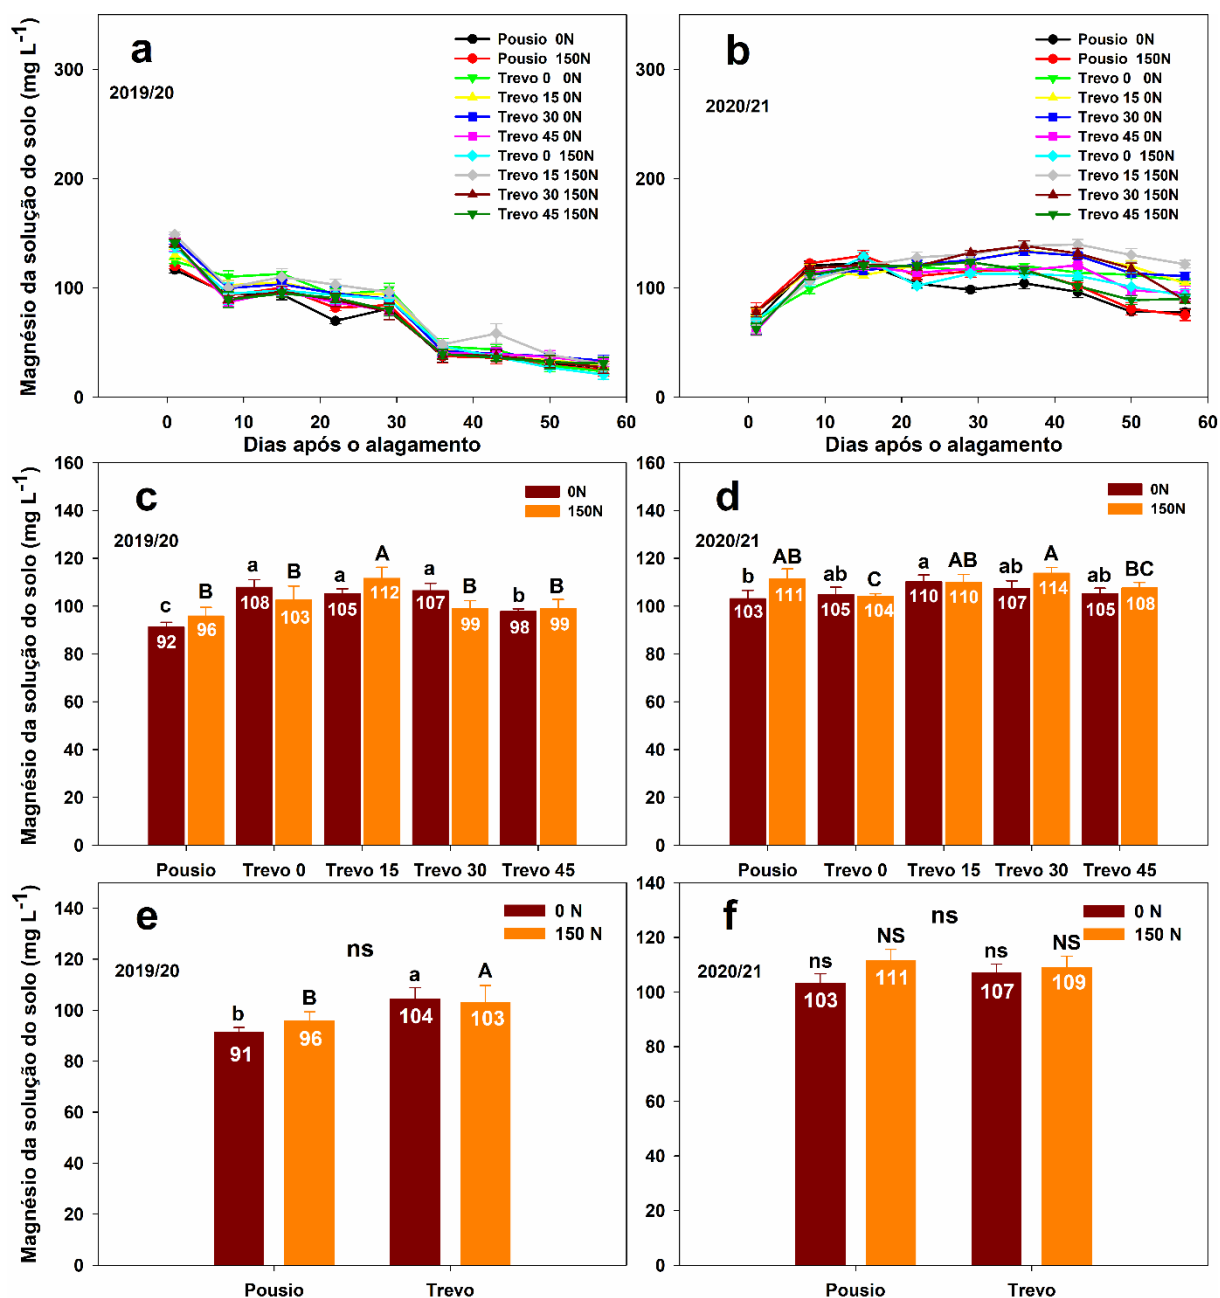 Magnésio da solução do solo (mg L⁻¹)
a
2019/20
Pousio 0N
Pousio 150N
Trevo 0 0N
Trevo 15 0N
Trevo 30 0N
Trevo 45 0N
Trevo 0 150N
Trevo 15 150N
Trevo 30 150N
Trevo 45 150N
300
200
100
0
0 10 20 30 40 50 60
Dias após o alagamento
b
2020/21
Pousio 0N
Pousio 150N
Trevo 0 0N
Trevo 15 0N
Trevo 30 0N
Trevo 45 0N
Trevo 0 150N
Trevo 15 150N
Trevo 30 150N
Trevo 45 150N
300
200
100
0
0 10 20 30 40 50 60
Dias após o alagamento
Magnésio da solução do solo (mg L⁻¹)
160
140
120
100
80
60
40
20
0
c
2019/20
0N
150N
c B a B a A a B b B
92 96 108 103 105 112 107 99 98 99
Pousio Trevo 0 Trevo 15 Trevo 30 Trevo 45
160
140
120
100
80
60
40
20
0
d
2020/21
0N
150N
b AB ab C a AB ab A ab BC
103 111 105 104 110 110 107 114 105 108
Pousio Trevo 0 Trevo 15 Trevo 30 Trevo 45
Magnésio da solução do solo (mg L⁻¹)
140
120
100
80
60
40
20
0
e
2019/20
0 N
150 N
ns
b B a A
91 96 104 103
Pousio Trevo
140
120
100
80
60
40
20
0
f
2020/21
0 N
150 N
ns
ns NS ns NS
103 111 107 109
Pousio Trevo